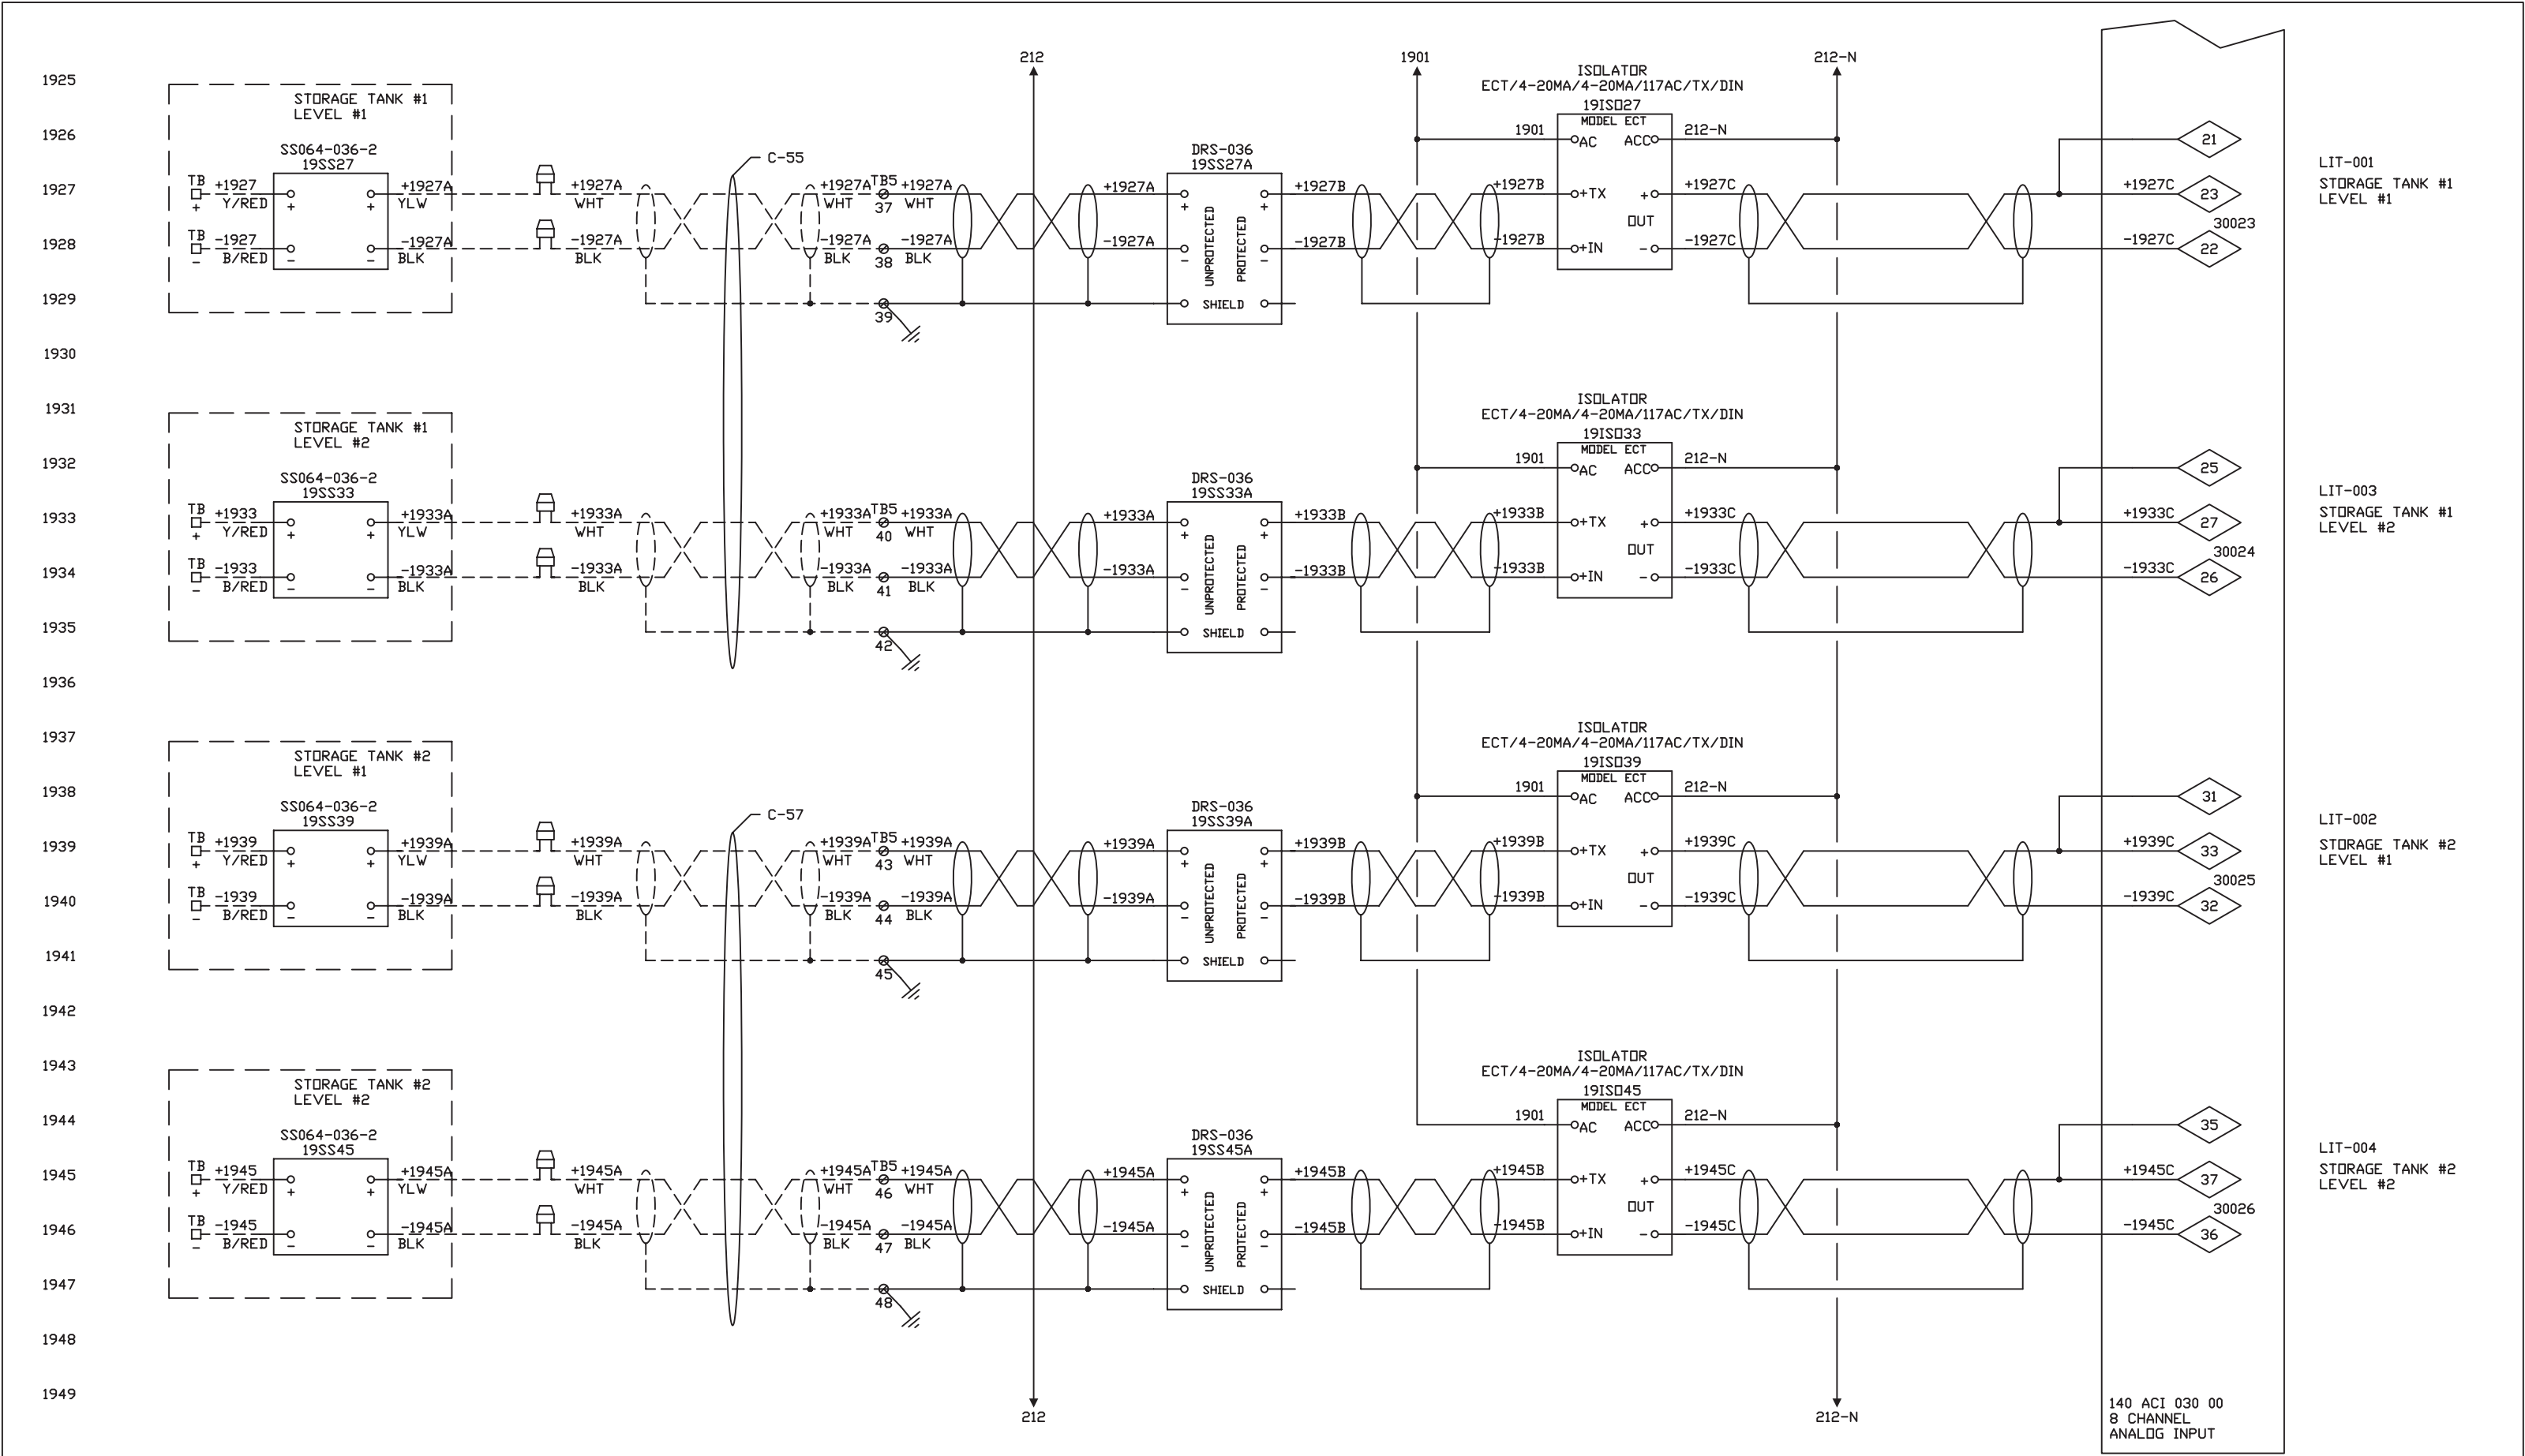 212
1901
212-N
1925
1926
1927
1928
1929
1930
1931
1932
1933
1934
1935
1936
1937
1938
1939
1940
1941
1942
1943
1944
1945
1946
1947
1948
1949
STORAGE TANK #1
LEVEL #1
SS064-036-2
19SS27
TB +1927 +1927A
+ Y/RED + + YLW
TB -1927 -1927A
- B/RED - - BLK
+1927A
WHT
-1927A
BLK
C-55
+1927A TB5 +1927A
WHT 37 WHT
-1927A -1927A
BLK 38 BLK
39
+1927A
-1927A
DRS-036
19SS27A
+ +
UNPROTECTED
PROTECTED
- -
SHIELD
+1927B
-1927B
+1927B
-1927B
ISOLATOR
ECT/4-20MA/4-20MA/117AC/TX/DIN
19ISO27
MODEL ECT
1901 AC ACC 212-N
+TX + +1927C
OUT
+IN - -1927C
21
+1927C 23
30023
-1927C 22
LIT-001
STORAGE TANK #1
LEVEL #1
STORAGE TANK #1
LEVEL #2
SS064-036-2
19SS33
TB +1933 +1933A
+ Y/RED + + YLW
TB -1933 -1933A
- B/RED - - BLK
+1933A
WHT
-1933A
BLK
+1933A TB5 +1933A
WHT 40 WHT
-1933A -1933A
BLK 41 BLK
42
+1933A
-1933A
DRS-036
19SS33A
+ +
UNPROTECTED
PROTECTED
- -
SHIELD
+1933B
-1933B
+1933B
-1933B
ISOLATOR
ECT/4-20MA/4-20MA/117AC/TX/DIN
19ISO33
MODEL ECT
1901 AC ACC 212-N
+TX + +1933C
OUT
+IN - -1933C
25
+1933C 27
30024
-1933C 26
LIT-003
STORAGE TANK #1
LEVEL #2
STORAGE TANK #2
LEVEL #1
SS064-036-2
19SS39
TB +1939 +1939A
+ Y/RED + + YLW
TB -1939 -1939A
- B/RED - - BLK
+1939A
WHT
-1939A
BLK
C-57
+1939A TB5 +1939A
WHT 43 WHT
-1939A -1939A
BLK 44 BLK
45
+1939A
-1939A
DRS-036
19SS39A
+ +
UNPROTECTED
PROTECTED
- -
SHIELD
+1939B
-1939B
+1939B
-1939B
ISOLATOR
ECT/4-20MA/4-20MA/117AC/TX/DIN
19ISO39
MODEL ECT
1901 AC ACC 212-N
+TX + +1939C
OUT
+IN - -1939C
31
+1939C 33
30025
-1939C 32
LIT-002
STORAGE TANK #2
LEVEL #1
STORAGE TANK #2
LEVEL #2
SS064-036-2
19SS45
TB +1945 +1945A
+ Y/RED + + YLW
TB -1945 -1945A
- B/RED - - BLK
+1945A
WHT
-1945A
BLK
+1945A TB5 +1945A
WHT 46 WHT
-1945A -1945A
BLK 47 BLK
48
+1945A
-1945A
DRS-036
19SS45A
+ +
UNPROTECTED
PROTECTED
- -
SHIELD
+1945B
-1945B
+1945B
-1945B
ISOLATOR
ECT/4-20MA/4-20MA/117AC/TX/DIN
19ISO45
MODEL ECT
1901 AC ACC 212-N
+TX + +1945C
OUT
+IN - -1945C
35
+1945C 37
30026
-1945C 36
LIT-004
STORAGE TANK #2
LEVEL #2
212
212-N
140 ACI 030 00
8 CHANNEL
ANALOG INPUT